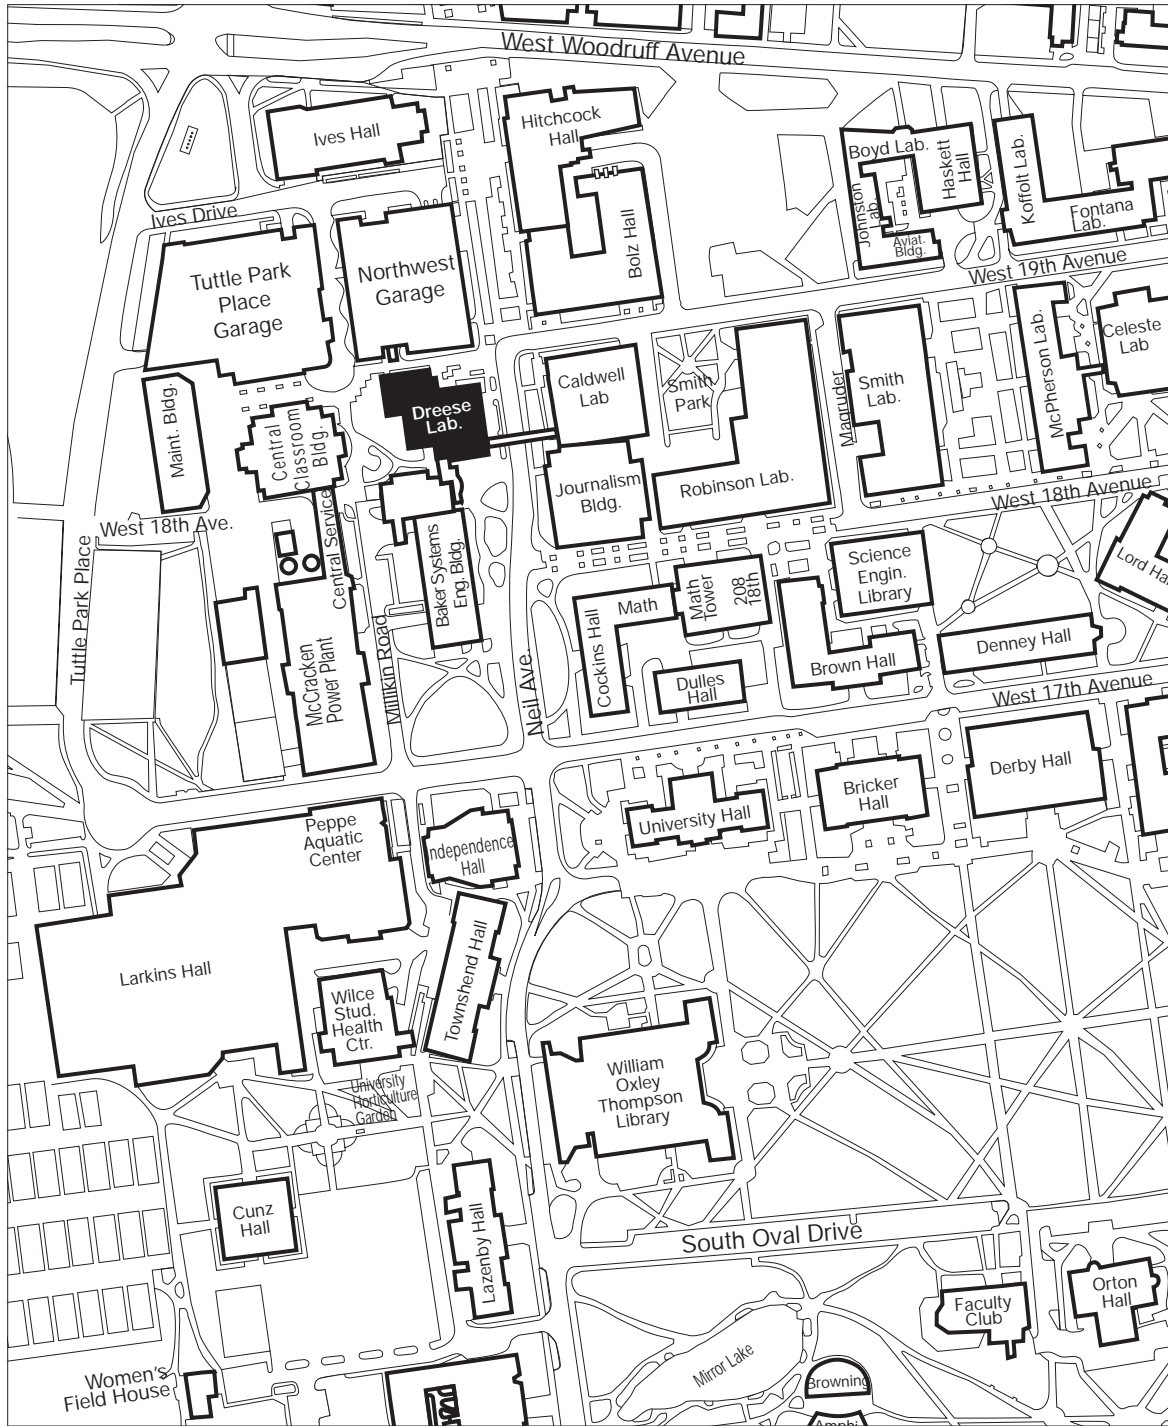 West Woodruff Avenue
Ives Hall
Hitchcock
Hall
Boyd Lab.
Haskett
Hall
Johnston
Lab.
Aviat.
Bldg.
Koffolt Lab.
Fontana
Lab.
Ives Drive
Tuttle Park
Place
Garage
Northwest
Garage
Bolz Hall
West 19th Avenue
Maint. Bldg.
Central
Classroom
Bldg.
Dreese
Lab.
Caldwell
Lab
Smith
Park
Magruder
Smith
Lab.
McPherson Lab.
Celeste
Lab
Journalism
Bldg.
Robinson Lab.
West 18th Avenue
West 18th Ave.
Central Service
Baker Systems
Eng. Bldg.
Tuttle Park Place
McCracken
Power Plant
Millikin Road
Neil Ave.
Cockins Hall
Math
Math
Tower
208
18th
Science
Engin.
Library
Lord Ha
Dulles
Hall
Brown Hall
Denney Hall
West 17th Avenue
Peppe
Aquatic
Center
ndependence
Hall
University Hall
Bricker
Hall
Derby Hall
Larkins Hall
Wilce
Stud.
Health
Ctr.
Townshend Hall
University
Horticulture
Garden
William
Oxley
Thompson
Library
Cunz
Hall
Lazenby Hall
South Oval Drive
Faculty
Club
Orton
Hall
Women's
Field House
Mirror Lake
Browning
Amphi